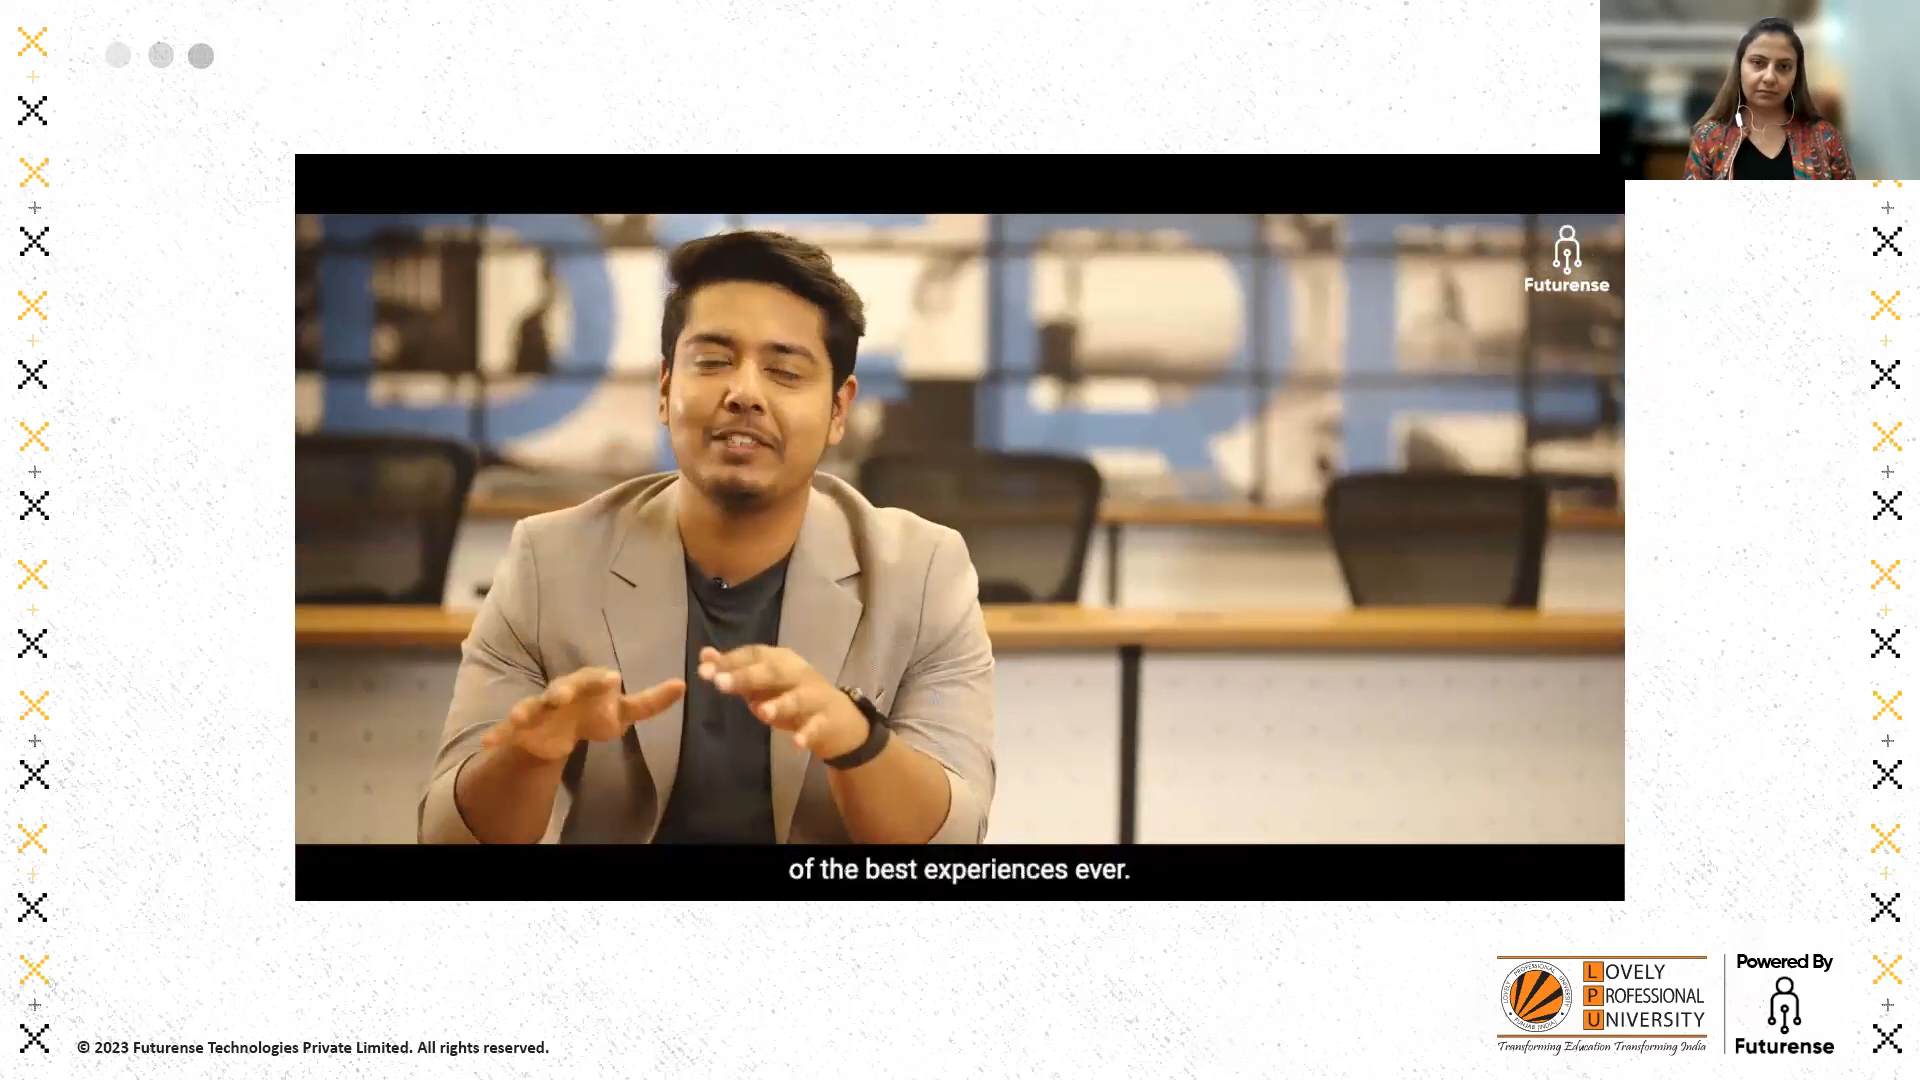 Futurense
of the best experiences ever.
LOVELY
PROFESSIONAL
UNIVERSITY
Transforming Education Transforming India
Powered By
Futurense
© 2023 Futurense Technologies Private Limited. All rights reserved.